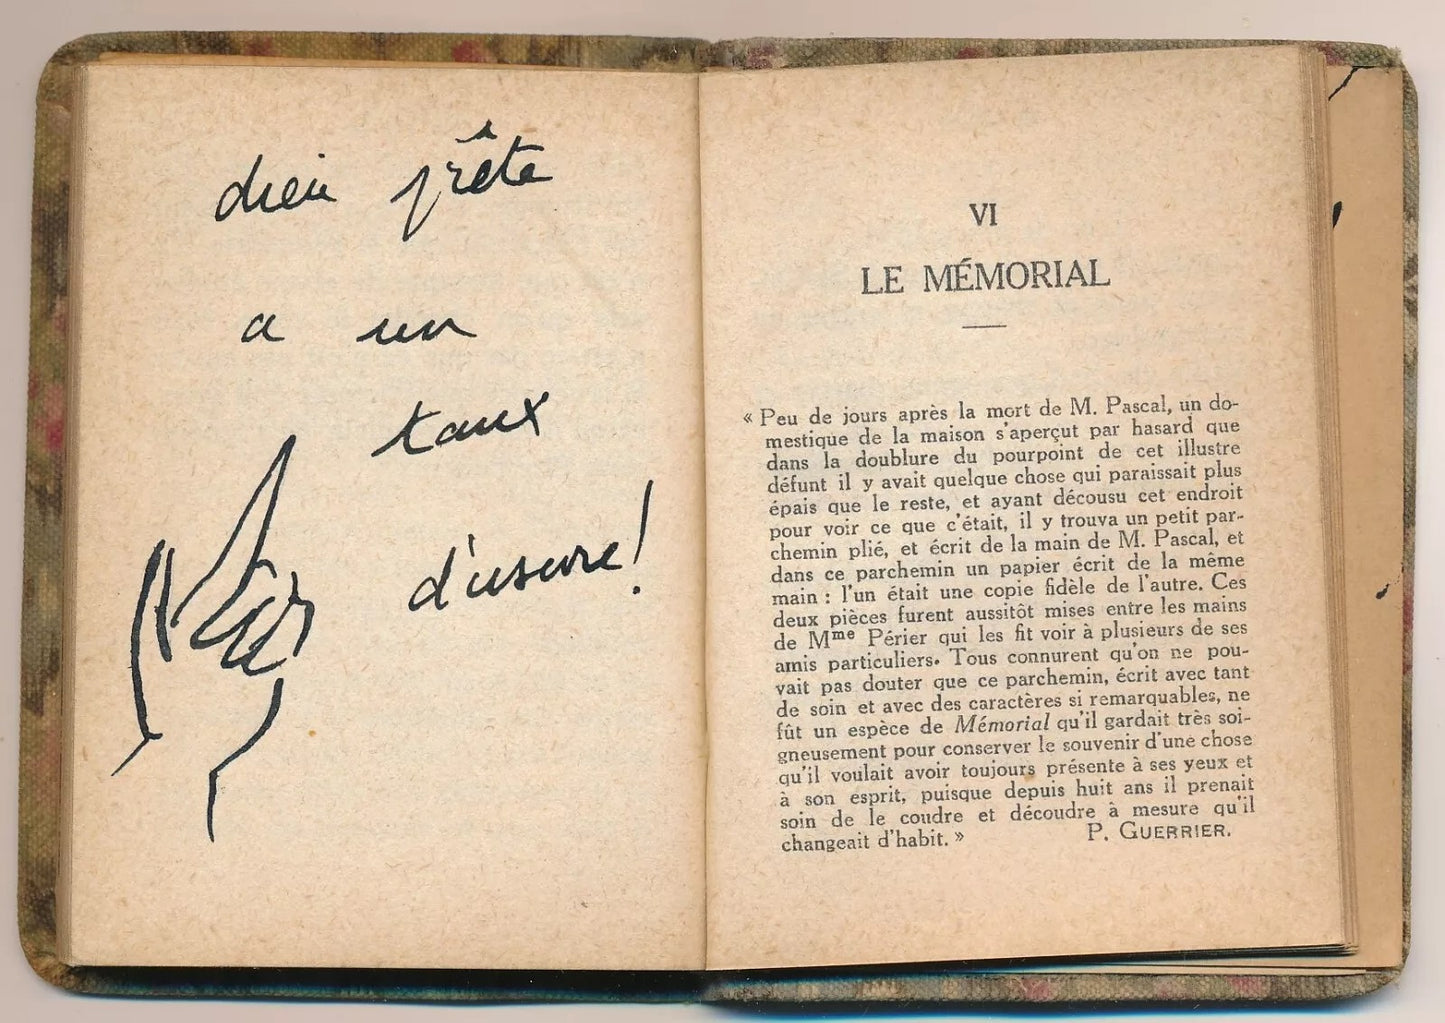 dieu prête
a un
taux
d'usure!
VI
LE MÉMORIAL
« Peu de jours après la mort de M. Pascal, un do-
mestique de la maison s'aperçut par hasard que
dans la doublure du pourpoint de cet illustre
défunt il y avait quelque chose qui paraissait plus
épais que le reste, et ayant décousu cet endroit
pour voir ce que c'était, il y trouva un petit par-
chemin plié, et écrit de la main de M. Pascal, et
dans ce parchemin un papier écrit de la même
main : l'un était une copie fidèle de l'autre. Ces
deux pièces furent aussitôt mises entre les mains
de Mme Périer qui les fit voir à plusieurs de ses
amis particuliers. Tous connurent qu'on ne pou-
vait pas douter que ce parchemin, écrit avec tant
de soin et avec des caractères si remarquables, ne
fût un espèce de Mémorial qu'il gardait très soi-
gneusement pour conserver le souvenir d'une chose
qu'il voulait avoir toujours présente à ses yeux et
à son esprit, puisque depuis huit ans il prenait
soin de le coudre et découdre à mesure qu'il
changeait d'habit. » P. GUERRIER.